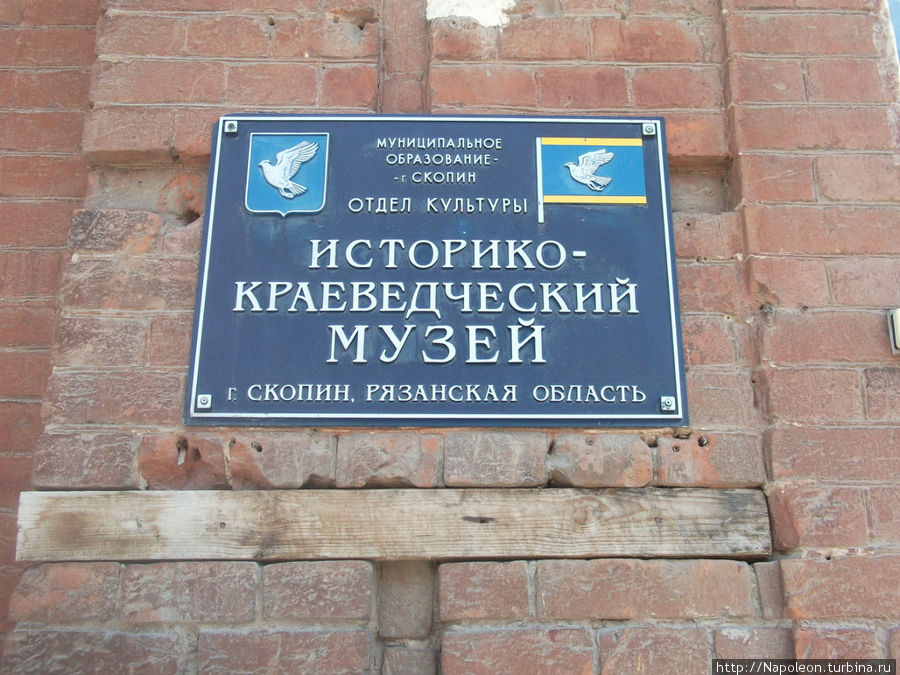 МУНИЦИПАЛЬНОЕ
ОБРАЗОВАНИЕ-
-г СКОПИН
ОТДЕЛ КУЛЬТУРЫ
ИСТОРИКО-
КРАЕВЕДЧЕСКИЙ
МУЗЕЙ
г. СКОПИН, РЯЗАНСКАЯ ОБЛАСТЬ
http://Napoleon.turbina.ru